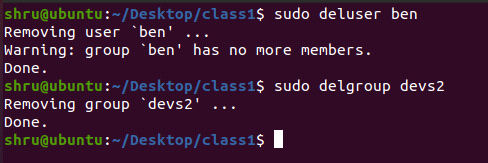 shru@ubuntu:~/Desktop/class1$ sudo deluser ben
Removing user `ben' ...
Warning: group `ben' has no more members.
Done.
shru@ubuntu:~/Desktop/class1$ sudo delgroup devs2
Removing group `devs2' ...
Done.
shru@ubuntu:~/Desktop/class1$